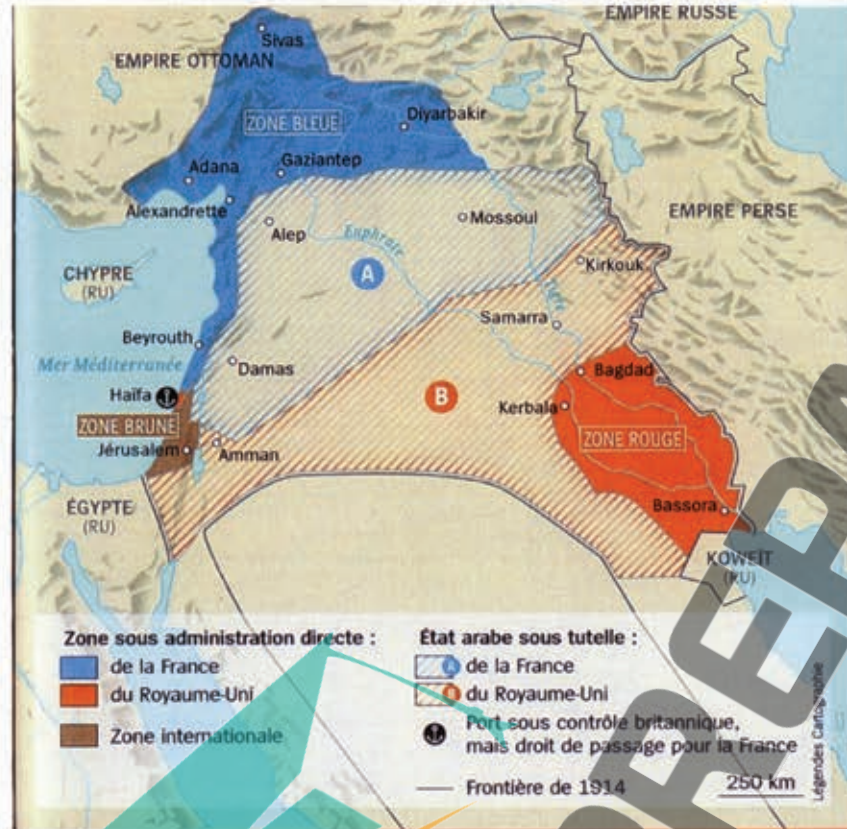 EMPIRE RUSSE
Sivas
EMPIRE OTTOMAN
ZONE BLEUE
Diyarbakir
Adana
Gaziantep
Alexandrette
Alep
Euphrate
Mossoul
EMPIRE PERSE
CHYPRE
(RU)
A
Tigre
Kirkouk
Samarra
Beyrouth
Mer Méditerranée
Damas
Bagdad
Haïfa
B
Kerbala
ZONE BRUNE
ZONE ROUGE
Jérusalem
Amman
ÉGYPTE
(RU)
Bassora
KOWEÏT
(RU)
Zone sous administration directe :
de la France
du Royaume-Uni
Zone internationale
État arabe sous tutelle :
A de la France
B du Royaume-Uni
Port sous contrôle britannique,
mais droit de passage pour la France
Frontière de 1914
250 km
Légendes Cartographie
PREPA